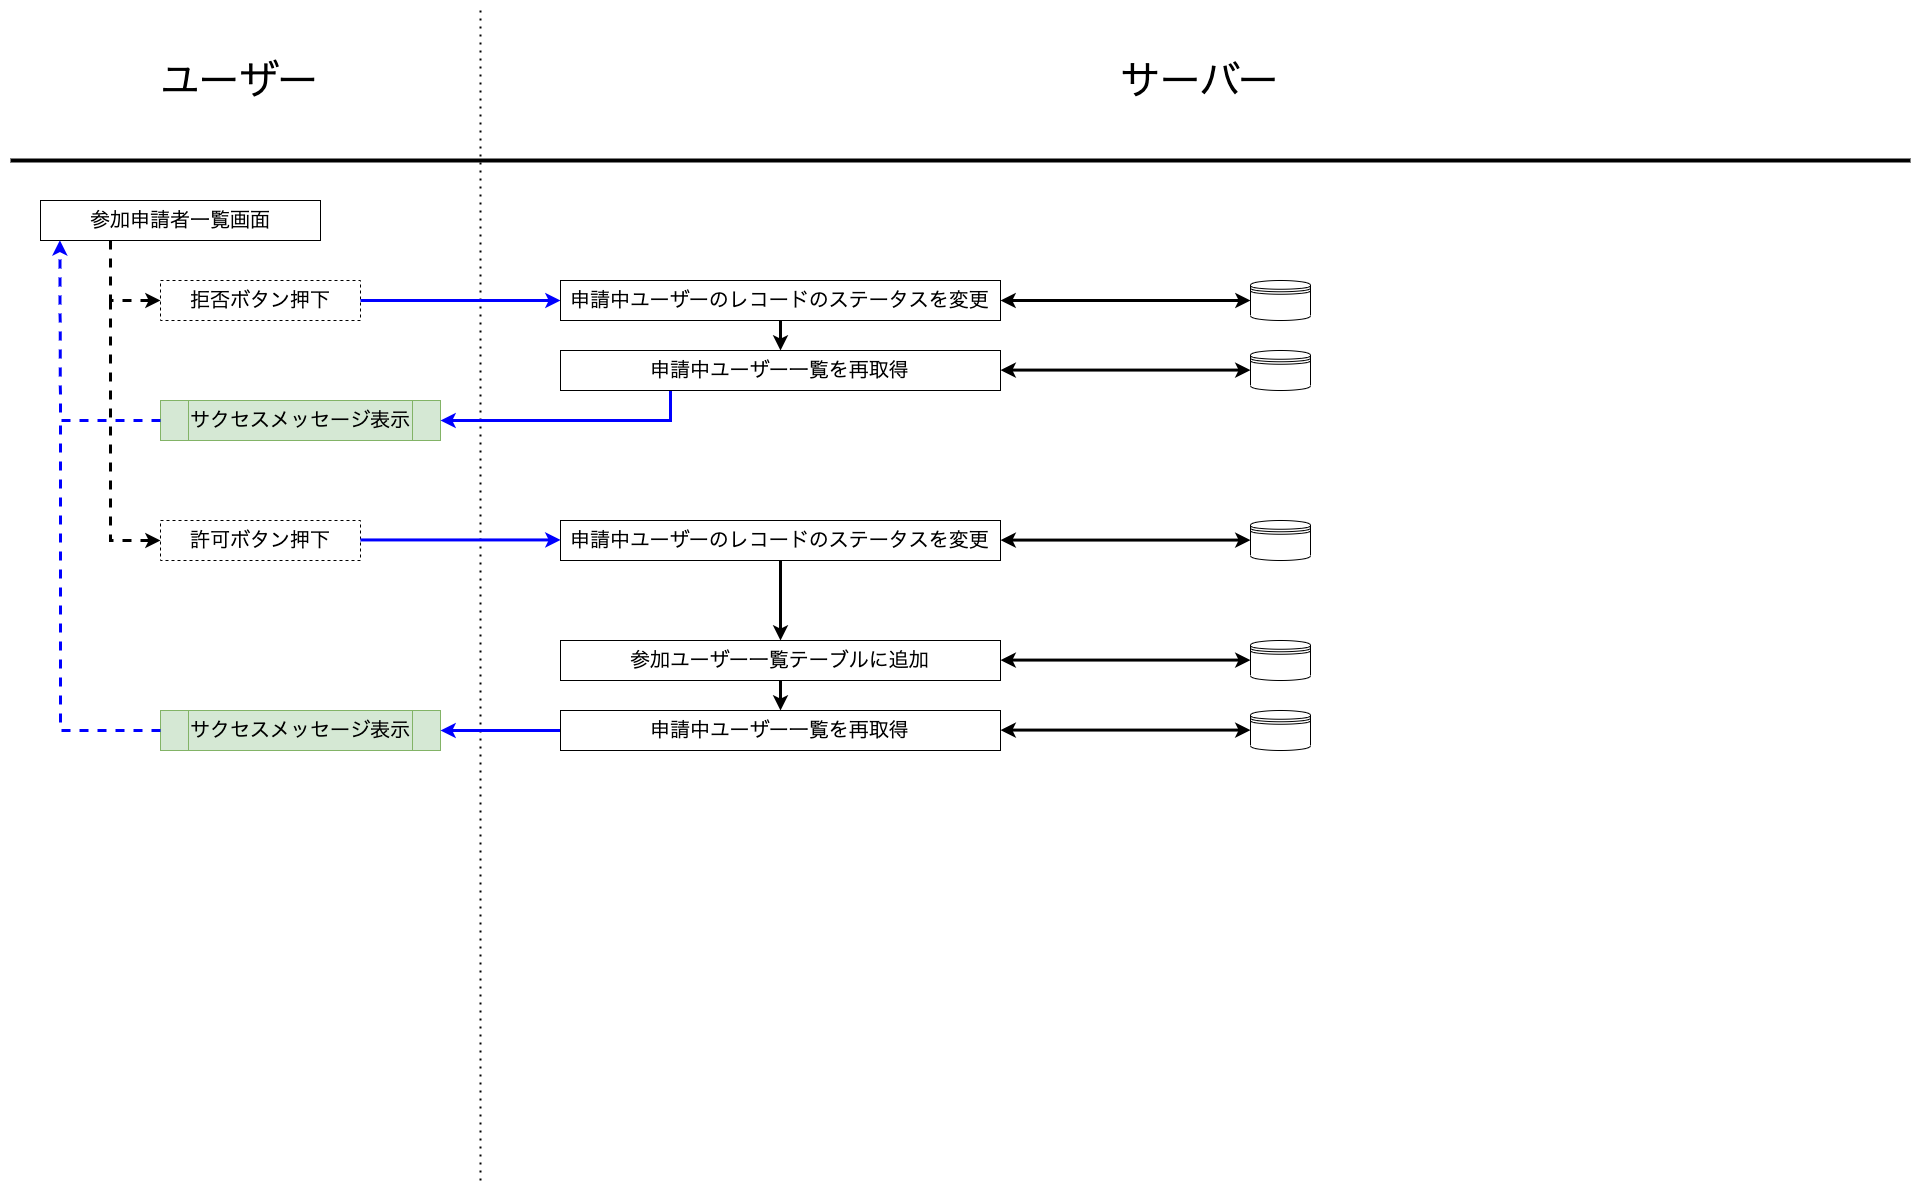 ユーザー
サーバー
参加申請者一覧画面
拒否ボタン押下
申請中ユーザーのレコードのステータスを変更
申請中ユーザー一覧を再取得
サクセスメッセージ表示
許可ボタン押下
申請中ユーザーのレコードのステータスを変更
参加ユーザー一覧テーブルに追加
サクセスメッセージ表示
申請中ユーザー一覧を再取得